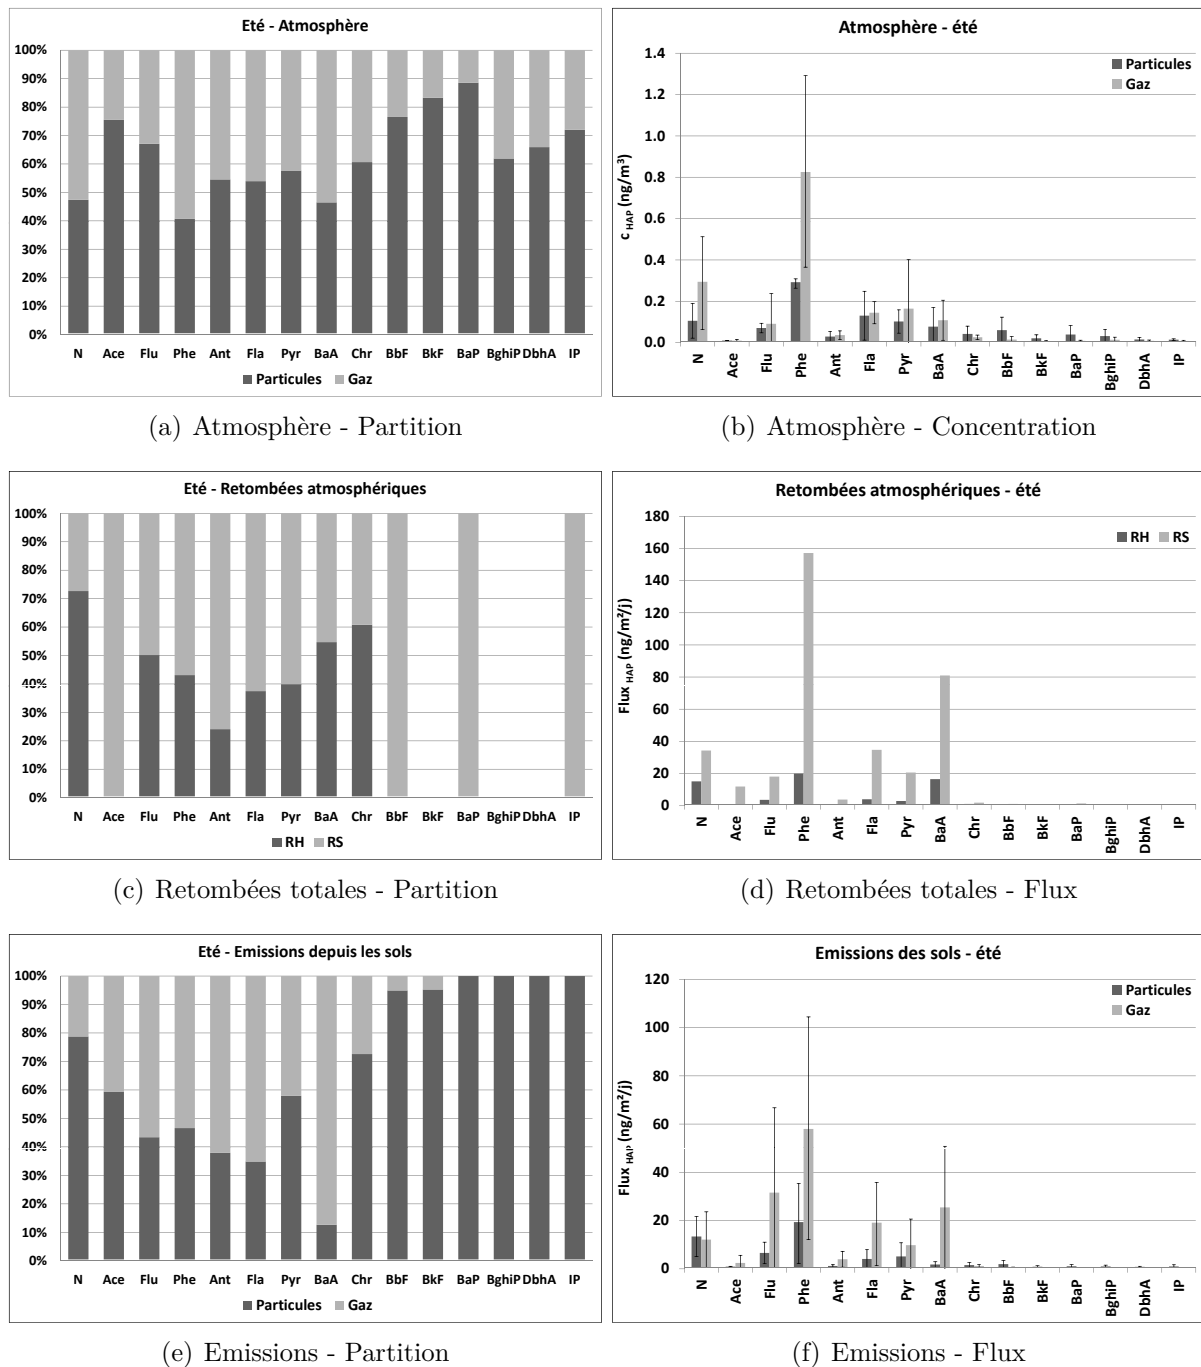 Eté - Atmosphère
100%
90%
80%
70%
60%
50%
40%
30%
20%
10%
0%
N Ace Flu Phe Ant Fla Pyr BaA Chr BbF BkF BaP BghiP DbhA IP
Particules Gaz
(a) Atmosphère - Partition
Atmosphère - été
Particules
Gaz
c HAP (ng/m³)
1.4
1.2
1.0
0.8
0.6
0.4
0.2
0.0
N Ace Flu Phe Ant Fla Pyr BaA Chr BbF BkF BaP BghiP DbhA IP
(b) Atmosphère - Concentration
Eté - Retombées atmosphériques
100%
90%
80%
70%
60%
50%
40%
30%
20%
10%
0%
N Ace Flu Phe Ant Fla Pyr BaA Chr BbF BkF BaP BghiP DbhA IP
RH RS
(c) Retombées totales - Partition
Retombées atmosphériques - été
RH RS
Flux HAP (ng/m²/j)
180
160
140
120
100
80
60
40
20
0
N Ace Flu Phe Ant Fla Pyr BaA Chr BbF BkF BaP BghiP DbhA IP
(d) Retombées totales - Flux
Eté - Emissions depuis les sols
100%
90%
80%
70%
60%
50%
40%
30%
20%
10%
0%
N Ace Flu Phe Ant Fla Pyr BaA Chr BbF BkF BaP BghiP DbhA IP
Particules Gaz
(e) Emissions - Partition
Emissions des sols - été
Particules
Gaz
Flux HAP (ng/m²/j)
120
100
80
60
40
20
0
N Ace Flu Phe Ant Fla Pyr BaA Chr BbF BkF BaP BghiP DbhA IP
(f) Emissions - Flux